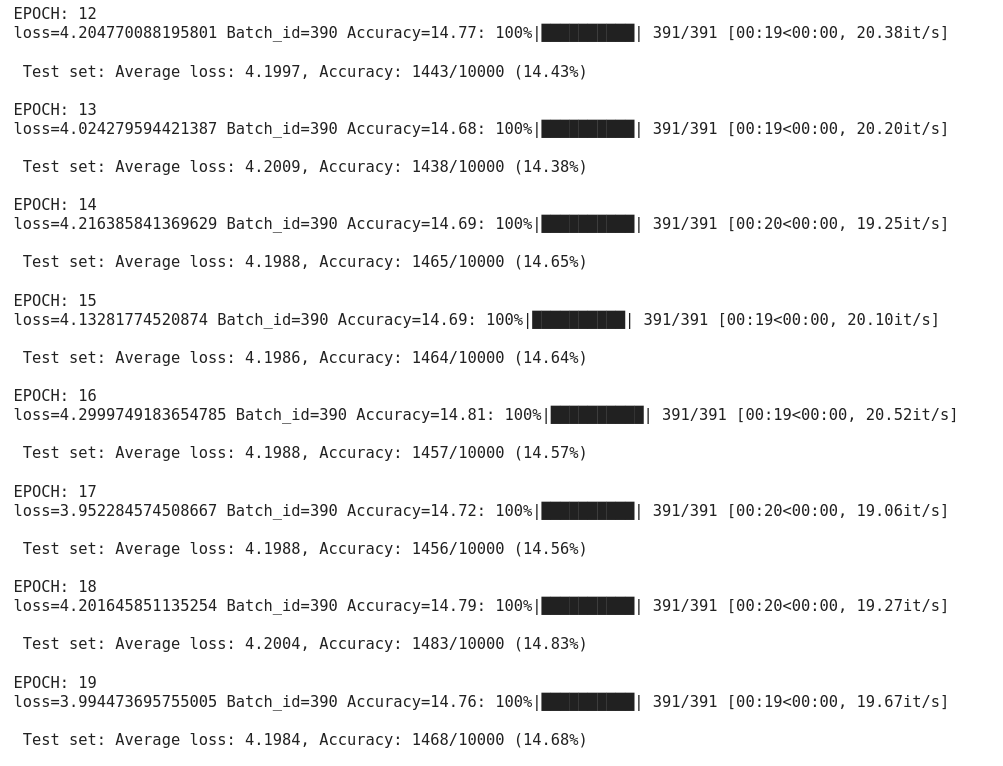 EPOCH: 12
loss=4.204770088195801 Batch_id=390 Accuracy=14.77: 100%|██████████| 391/391 [00:19<00:00, 20.38it/s]
Test set: Average loss: 4.1997, Accuracy: 1443/10000 (14.43%)
EPOCH: 13
loss=4.024279594421387 Batch_id=390 Accuracy=14.68: 100%|██████████| 391/391 [00:19<00:00, 20.20it/s]
Test set: Average loss: 4.2009, Accuracy: 1438/10000 (14.38%)
EPOCH: 14
loss=4.216385841369629 Batch_id=390 Accuracy=14.69: 100%|██████████| 391/391 [00:20<00:00, 19.25it/s]
Test set: Average loss: 4.1988, Accuracy: 1465/10000 (14.65%)
EPOCH: 15
loss=4.13281774520874 Batch_id=390 Accuracy=14.69: 100%|██████████| 391/391 [00:19<00:00, 20.10it/s]
Test set: Average loss: 4.1986, Accuracy: 1464/10000 (14.64%)
EPOCH: 16
loss=4.2999749183654785 Batch_id=390 Accuracy=14.81: 100%|██████████| 391/391 [00:19<00:00, 20.52it/s]
Test set: Average loss: 4.1988, Accuracy: 1457/10000 (14.57%)
EPOCH: 17
loss=3.952284574508667 Batch_id=390 Accuracy=14.72: 100%|██████████| 391/391 [00:20<00:00, 19.06it/s]
Test set: Average loss: 4.1988, Accuracy: 1456/10000 (14.56%)
EPOCH: 18
loss=4.201645851135254 Batch_id=390 Accuracy=14.79: 100%|██████████| 391/391 [00:20<00:00, 19.27it/s]
Test set: Average loss: 4.2004, Accuracy: 1483/10000 (14.83%)
EPOCH: 19
loss=3.994473695755005 Batch_id=390 Accuracy=14.76: 100%|██████████| 391/391 [00:19<00:00, 19.67it/s]
Test set: Average loss: 4.1984, Accuracy: 1468/10000 (14.68%)